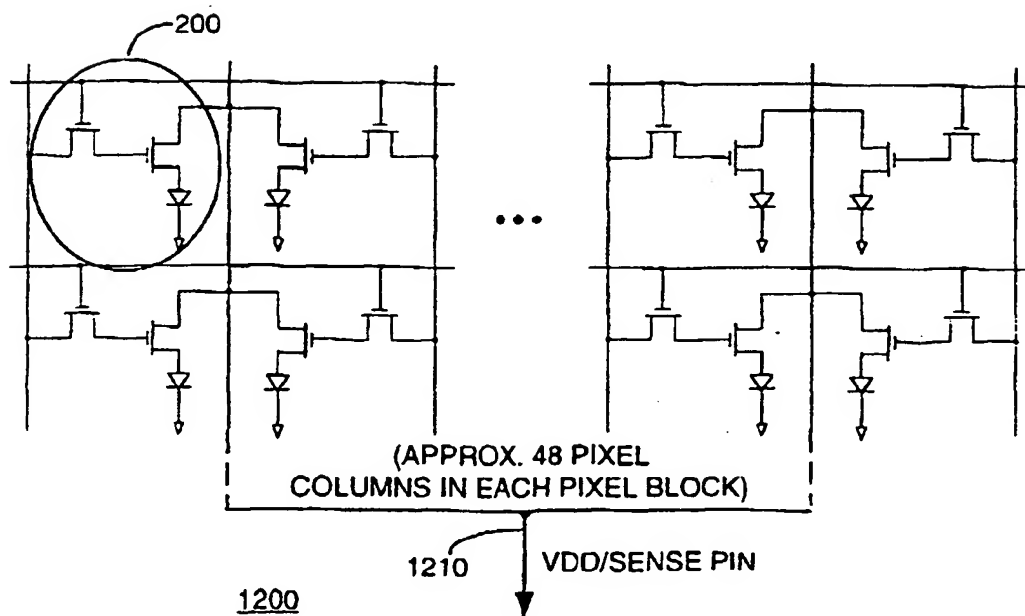 200
(APPROX. 48 PIXEL
COLUMNS IN EACH PIXEL BLOCK)
1210
VDD/SENSE PIN
1200